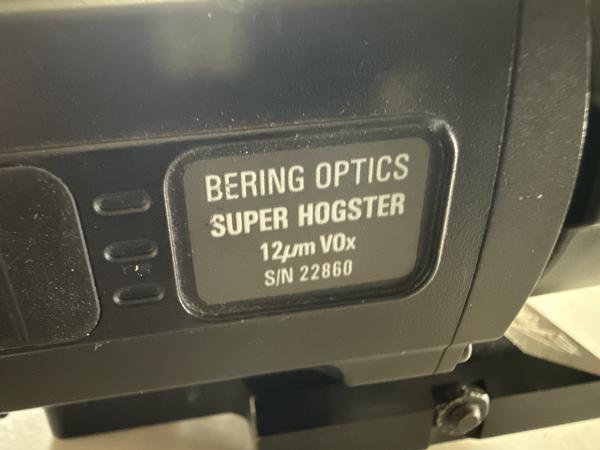 BERING OPTICS
SUPER HOGSTER
12μm VOx
S/N 22860